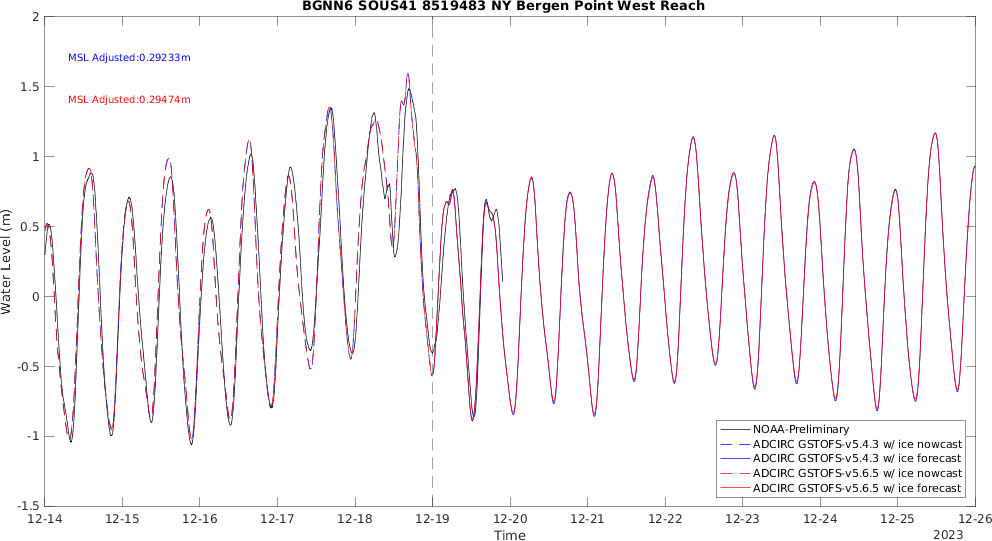 BGNN6 SOUS41 8519483 NY Bergen Point West Reach
MSL Adjusted:0.29233m
MSL Adjusted:0.29474m
Water Level (m)
2
1.5
1
0.5
0
-0.5
-1
-1.5
NOAA-Preliminary
ADCIRC GSTOFS-v5.4.3 w/ ice nowcast
ADCIRC GSTOFS-v5.4.3 w/ ice forecast
ADCIRC GSTOFS-v5.6.5 w/ ice nowcast
ADCIRC GSTOFS-v5.6.5 w/ ice forecast
12-14 12-15 12-16 12-17 12-18 12-19 12-20 12-21 12-22 12-23 12-24 12-25 12-26
Time
2023